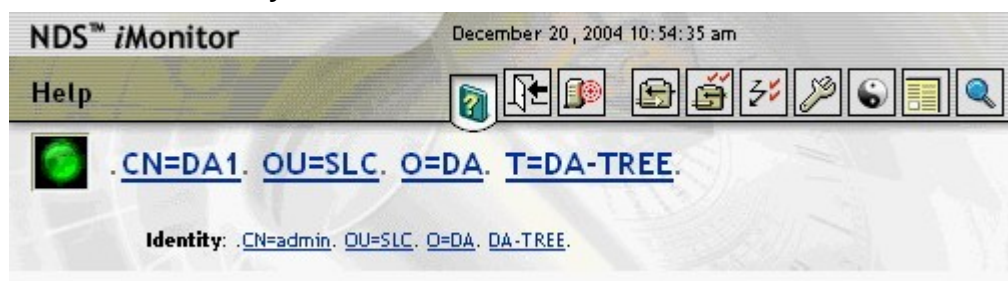 NDS™ iMonitor December 20, 2004 10:54:35 am
Help
.CN=DA1. OU=SLC. O=DA. T=DA-TREE.
Identity: .CN=admin. OU=SLC. O=DA. DA-TREE.